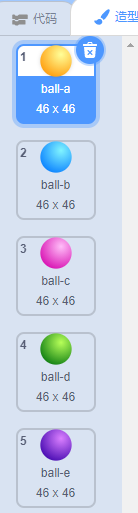 代码
造型
1
ball-a
46 x 46
2
ball-b
46 x 46
3
ball-c
46 x 46
4
ball-d
46 x 46
5
ball-e
46 x 46